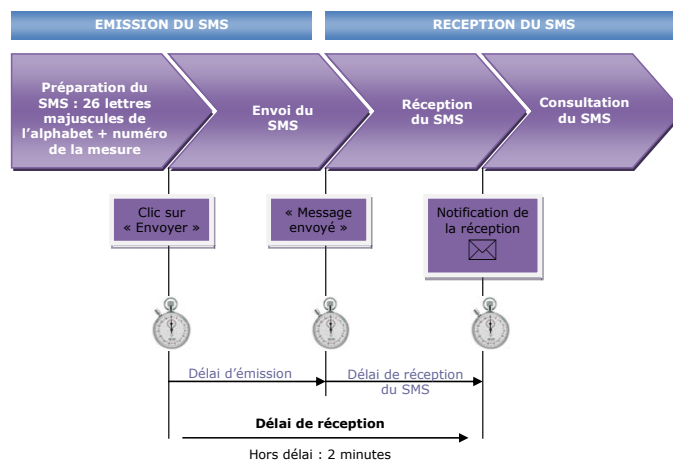 EMISSION DU SMS
RECEPTION DU SMS
Préparation du
SMS : 26 lettres
majuscules de
l'alphabet + numéro
de la mesure
Envoi du
SMS
Réception
du SMS
Consultation
du SMS
Clic sur
« Envoyer »
« Message
envoyé »
Notification de
la réception
Délai d'émission
Délai de réception
du SMS
Délai de réception
Hors délai : 2 minutes